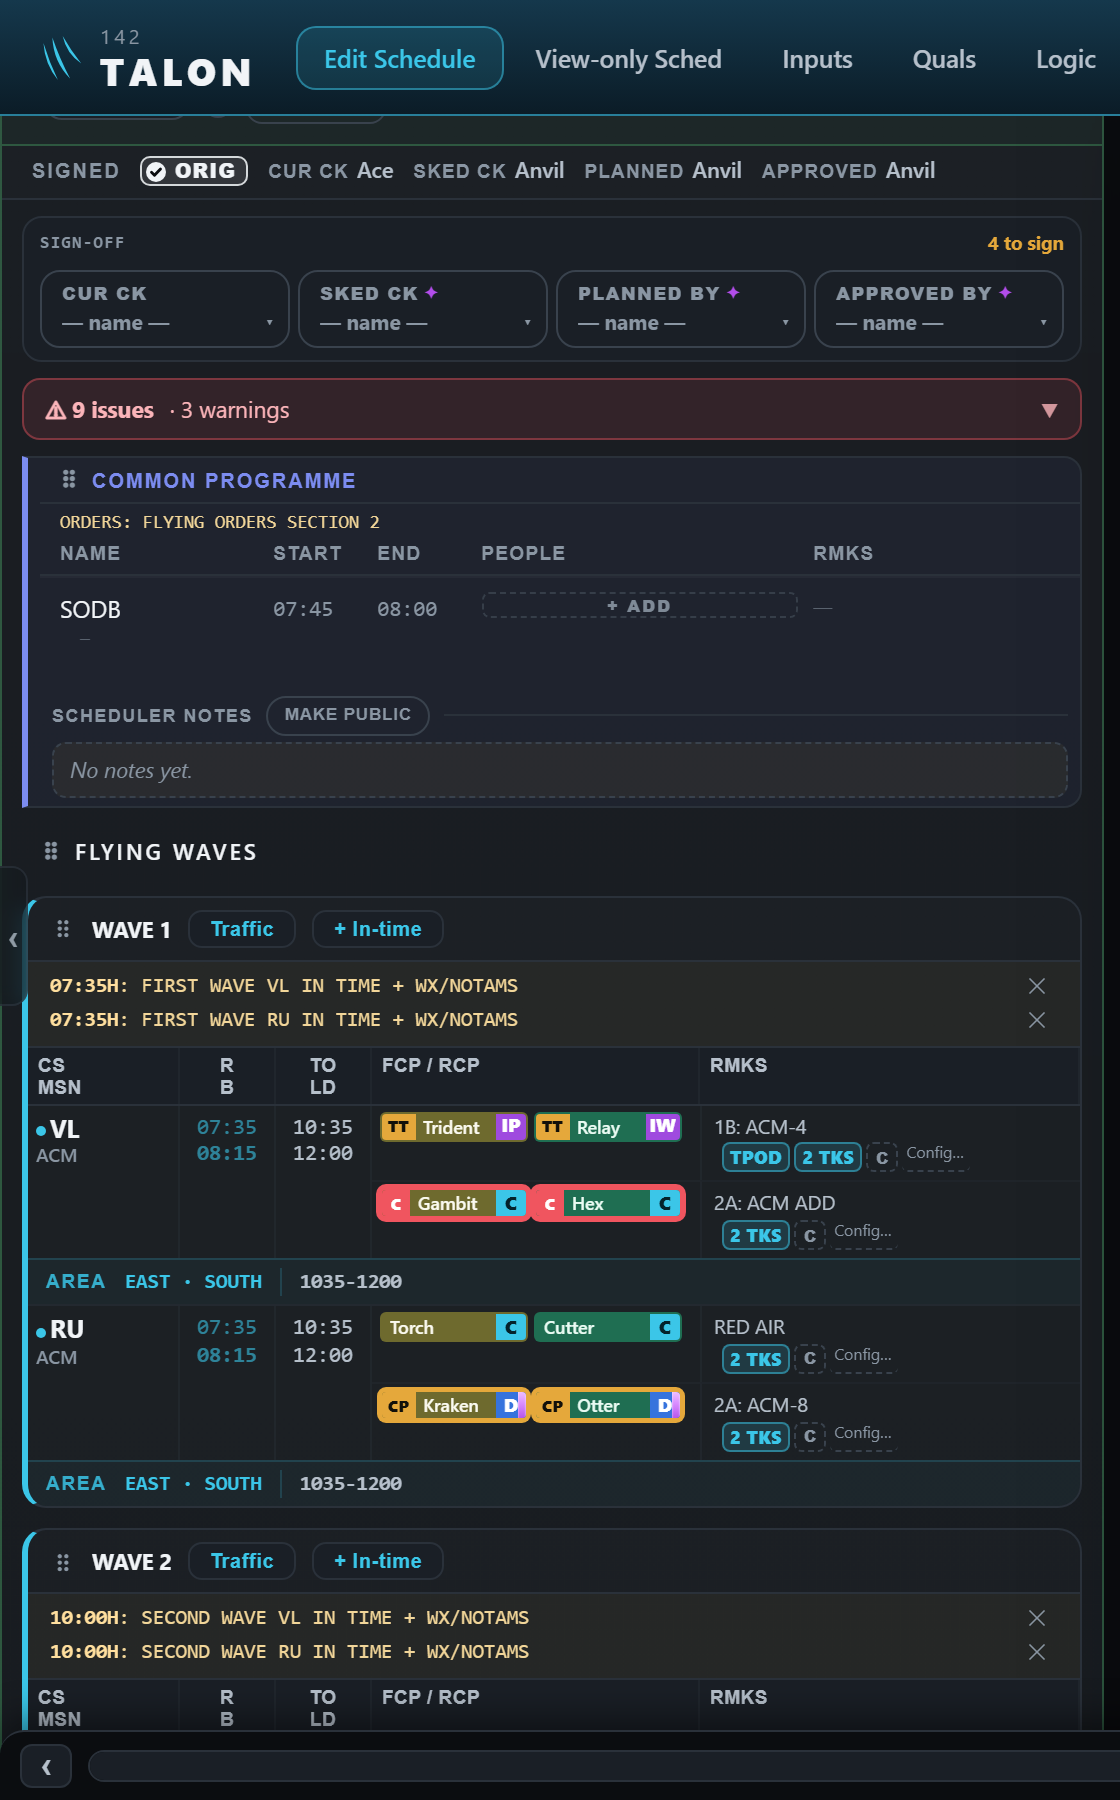 142
TALON
Edit Schedule
View-only Sched
Inputs
Quals
Logic
SIGNED ORIG CUR CK Ace SKED CK Anvil PLANNED Anvil APPROVED Anvil
SIGN-OFF
4 to sign
CUR CK
— name —
SKED CK
— name —
PLANNED BY
— name —
APPROVED BY
— name —
9 issues · 3 warnings
COMMON PROGRAMME
ORDERS: FLYING ORDERS SECTION 2
NAME START END PEOPLE RMKS
SODB 07:45 08:00 + ADD —
—
SCHEDULER NOTES MAKE PUBLIC
No notes yet.
FLYING WAVES
WAVE 1 Traffic + In-time
07:35H: FIRST WAVE VL IN TIME + WX/NOTAMS
07:35H: FIRST WAVE RU IN TIME + WX/NOTAMS
CS R TO FCP / RCP RMKS
MSN B LD
VL 07:35 10:35 TT Trident IP TT Relay IW 1B: ACM-4
ACM 08:15 12:00 TPOD 2 TKS C Config...
C Gambit C C Hex C 2A: ACM ADD
2 TKS C Config...
AREA EAST · SOUTH 1035-1200
RU 07:35 10:35 Torch C Cutter C RED AIR
ACM 08:15 12:00 2 TKS C Config...
CP Kraken D CP Otter D 2A: ACM-8
2 TKS C Config...
AREA EAST · SOUTH 1035-1200
WAVE 2 Traffic + In-time
10:00H: SECOND WAVE VL IN TIME + WX/NOTAMS
10:00H: SECOND WAVE RU IN TIME + WX/NOTAMS
CS R TO FCP / RCP RMKS
MSN B LD